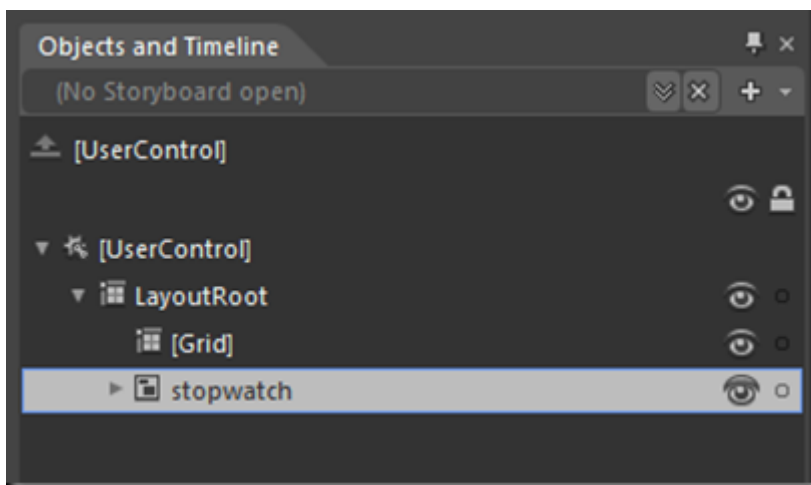 Objects and Timeline
(No Storyboard open)
[UserControl]
[UserControl]
LayoutRoot
[Grid]
stopwatch